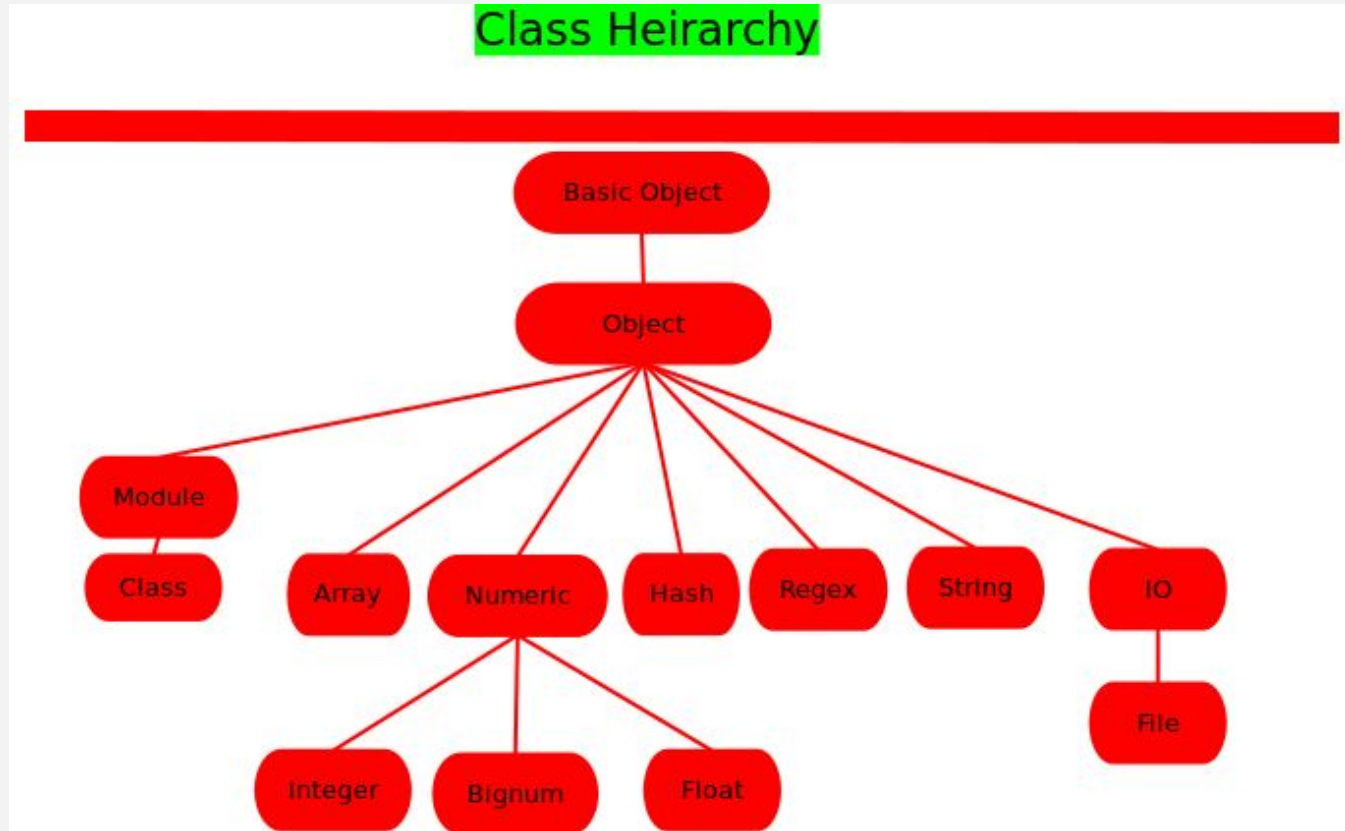 Class Heirarchy
Basic Object
Object
Module
Class
Array
Numeric
Hash
Regex
String
IO
File
Integer
Bignum
Float